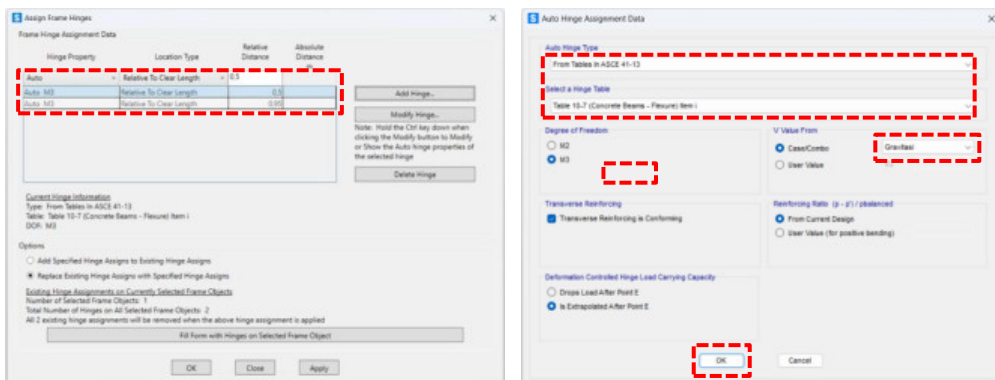 Assign Frame Hinges
Frame Hinge Assignment Data
Hinge Property Location Type Relative Distance Absolute Distance
Auto Relative To Clear Length 0,5
Auto M3 Relative To Clear Length 0,5
Auto M3 Relative To Clear Length 0,95
Add Hinge...
Modify Hinge...
Note: Hold the Ctrl key down when
clicking the Modify button to Modify
or Show the Auto hinge properties of
the selected hinge
Delete Hinge
Current Hinge Information
Type: From Tables In ASCE 41-13
Table: Table 10-7 (Concrete Beams - Flexure) Item i
DOF: M3
Options
Add Specified Hinge Assigns to Existing Hinge Assigns
Replace Existing Hinge Assigns with Specified Hinge Assigns
Existing Hinge Assignments on Currently Selected Frame Objects
Number of Selected Frame Objects: 1
Total Number of Hinges on All Selected Frame Objects: 2
All 2 existing hinge assignments will be removed when the above hinge assignment is applied
Fill Form with Hinges on Selected Frame Object
OK Close Apply
Auto Hinge Assignment Data
Auto Hinge Type
From Tables In ASCE 41-13
Select a Hinge Table
Table 10-7 (Concrete Beams - Flexure) Item i
Degree of Freedom
M2
M3
V Value From
Case/Combo Gravitasi
User Value
Transverse Reinforcing
Transverse Reinforcing is Conforming
Reinforcing Ratio (p - p') / pbalanced
From Current Design
User Value (for positive bending)
Deformation Controlled Hinge Load Carrying Capacity
Drops Load After Point E
Is Extrapolated After Point E
OK Cancel